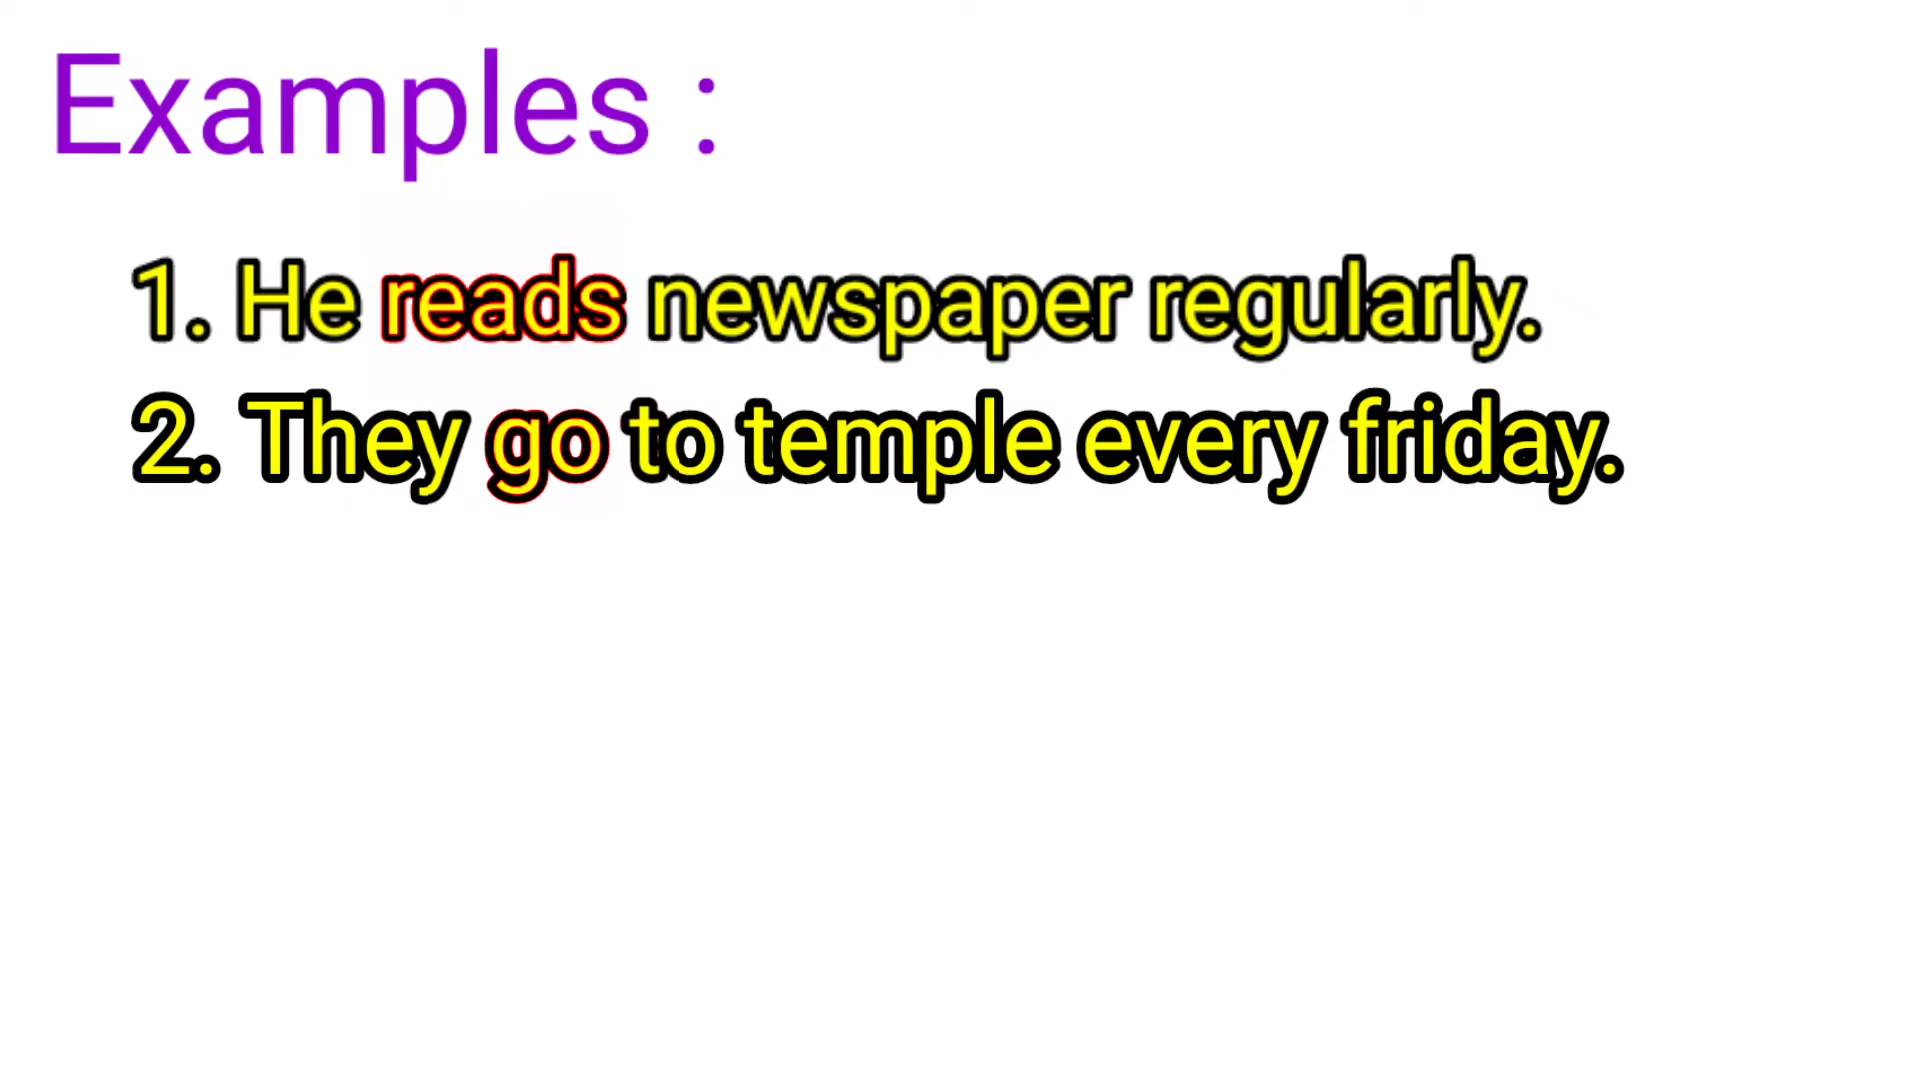 Examples :
1. He reads newspaper regularly.
2. They go to temple every friday.